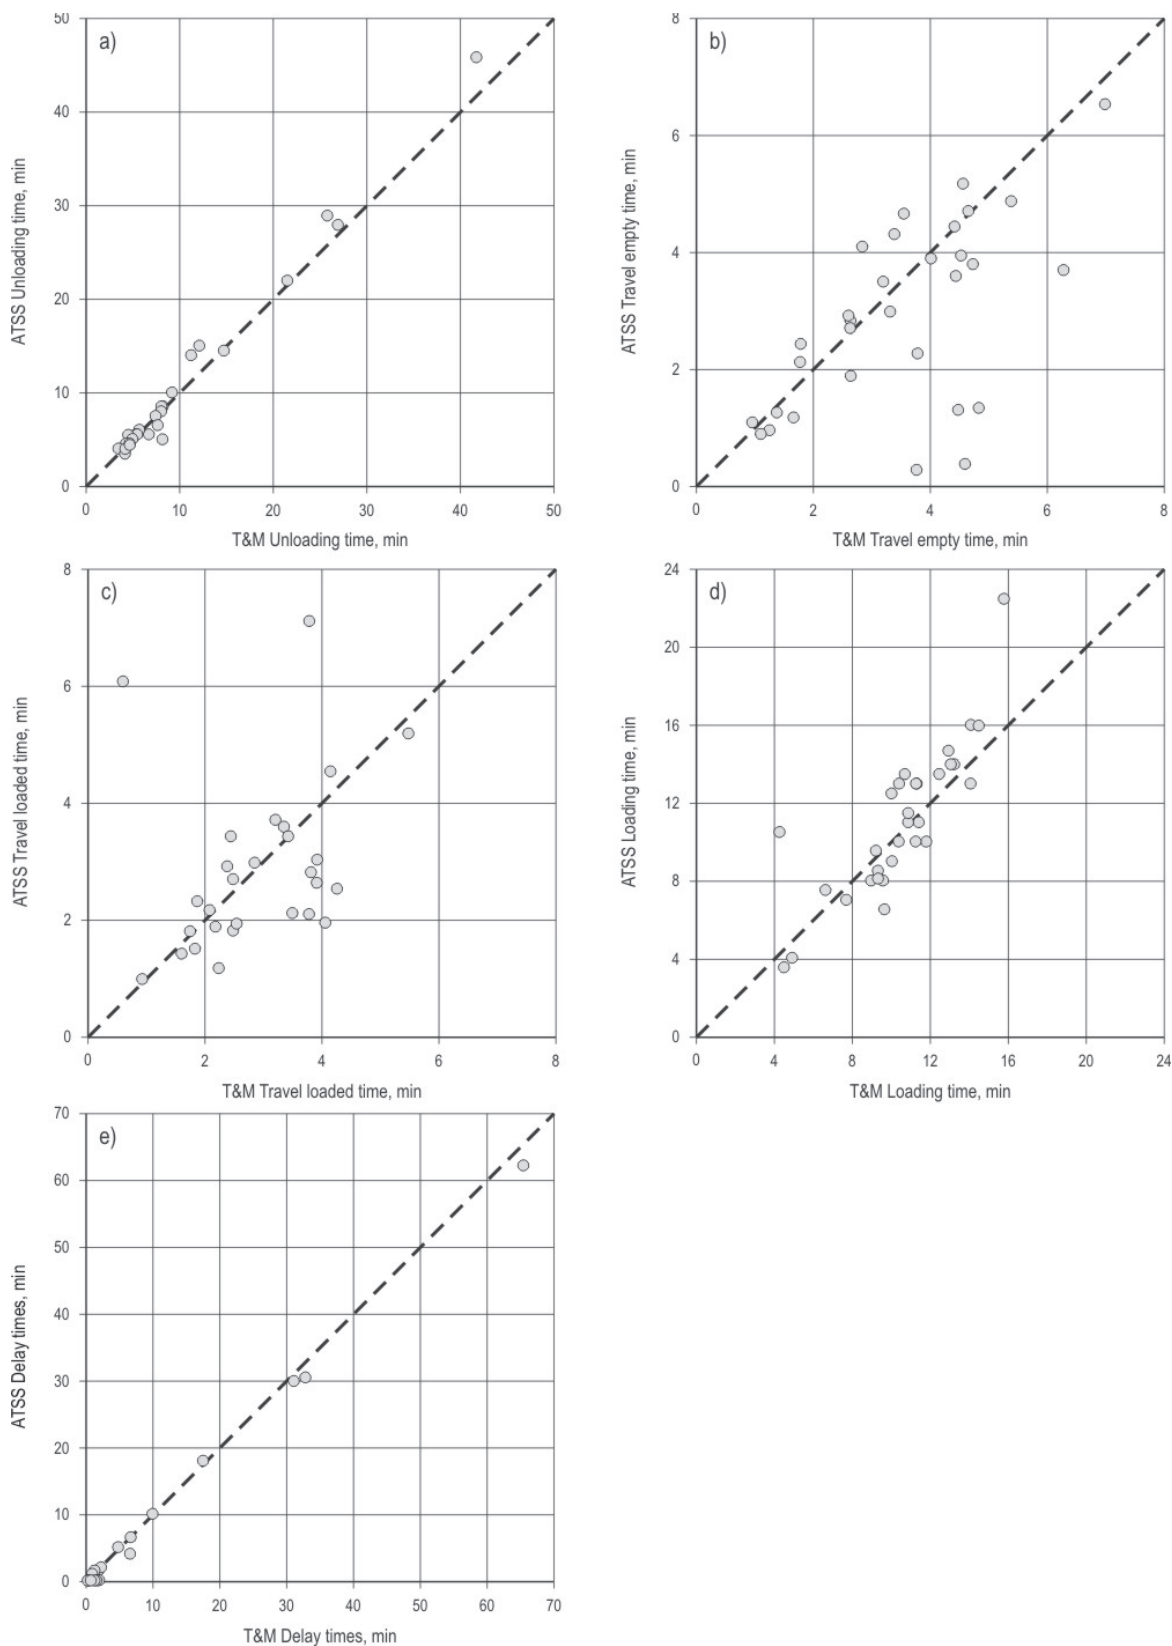 a)
50
40
30
20
10
0
ATSS Unloading time, min
0 10 20 30 40 50
T&M Unloading time, min
b)
8
6
4
2
0
ATSS Travel empty time, min
0 2 4 6 8
T&M Travel empty time, min
c)
8
6
4
2
0
ATSS Travel loaded time, min
0 2 4 6 8
T&M Travel loaded time, min
d)
24
20
16
12
8
4
0
ATSS Loading time, min
0 4 8 12 16 20 24
T&M Loading time, min
e)
70
60
50
40
30
20
10
0
ATSS Delay times, min
0 10 20 30 40 50 60 70
T&M Delay times, min